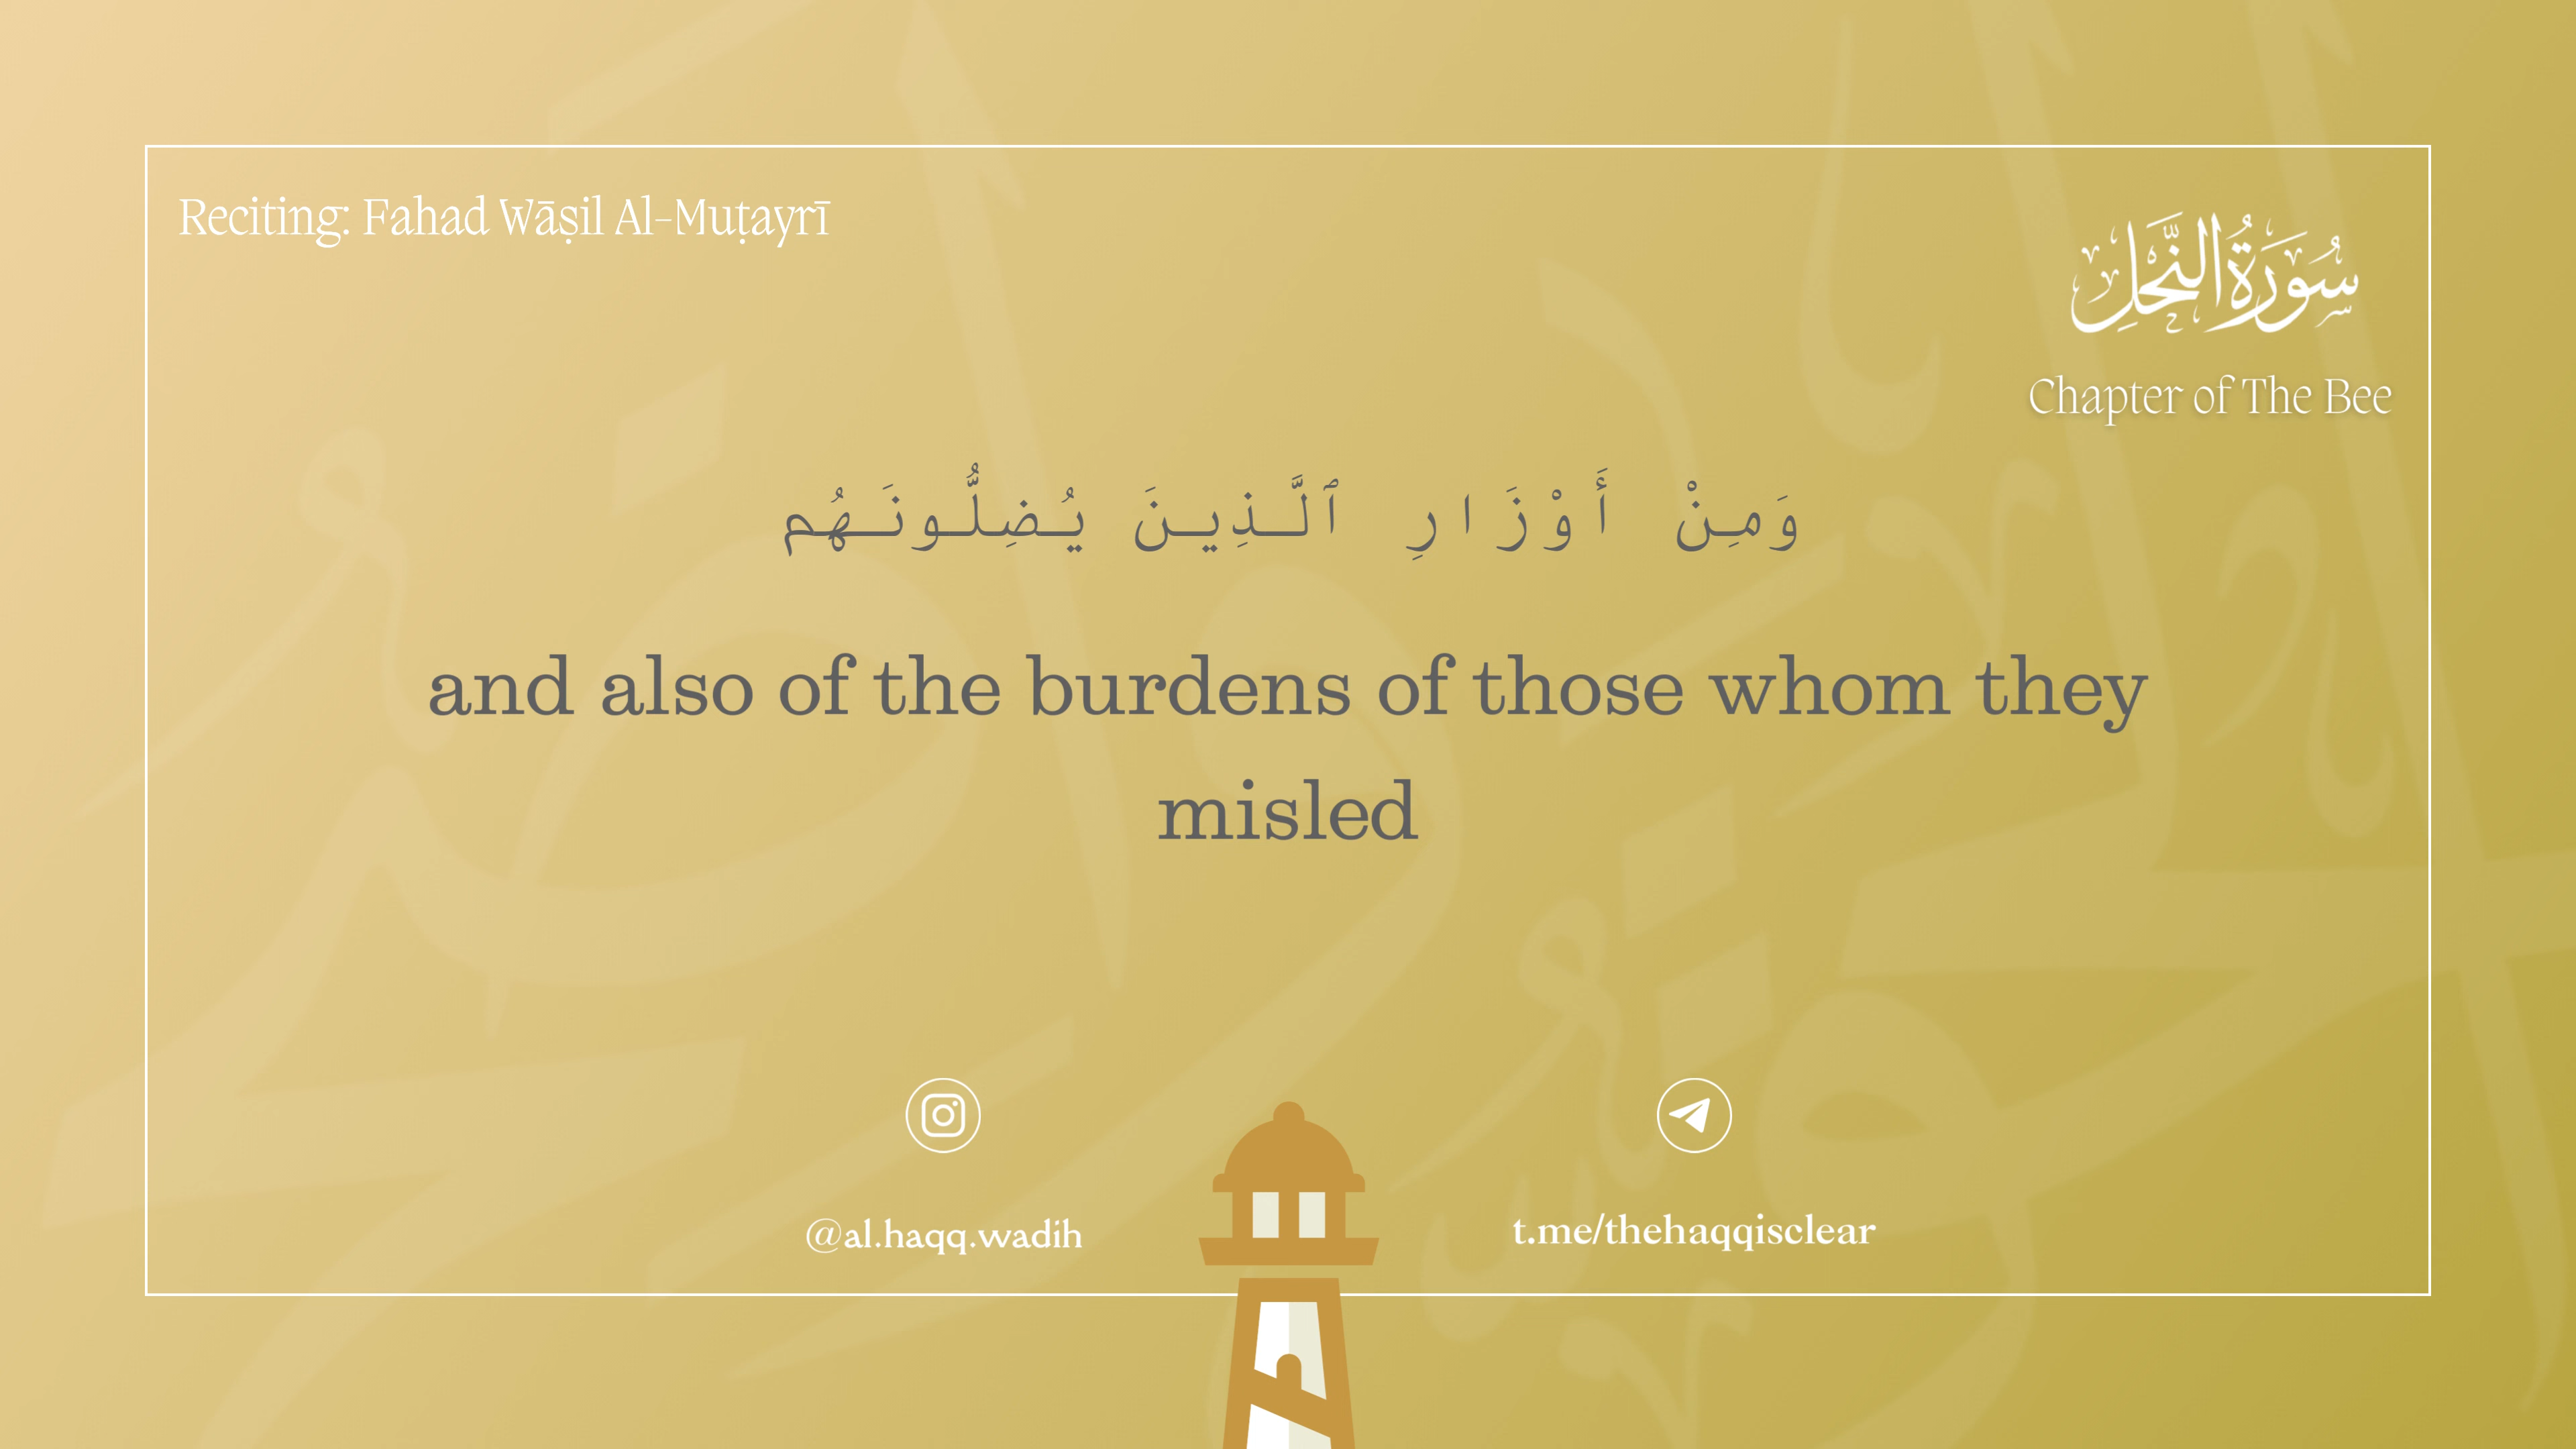 Reciting: Fahad Wāṣil Al-Muṭayrī
سُورَةُ النَّحْلِ
Chapter of The Bee
وَمِنْ أَوْزَارِ ٱلَّذِينَ يُضِلُّونَهُم
and also of the burdens of those whom they
misled
@al.haqq.wadih
t.me/thehaqqisclear